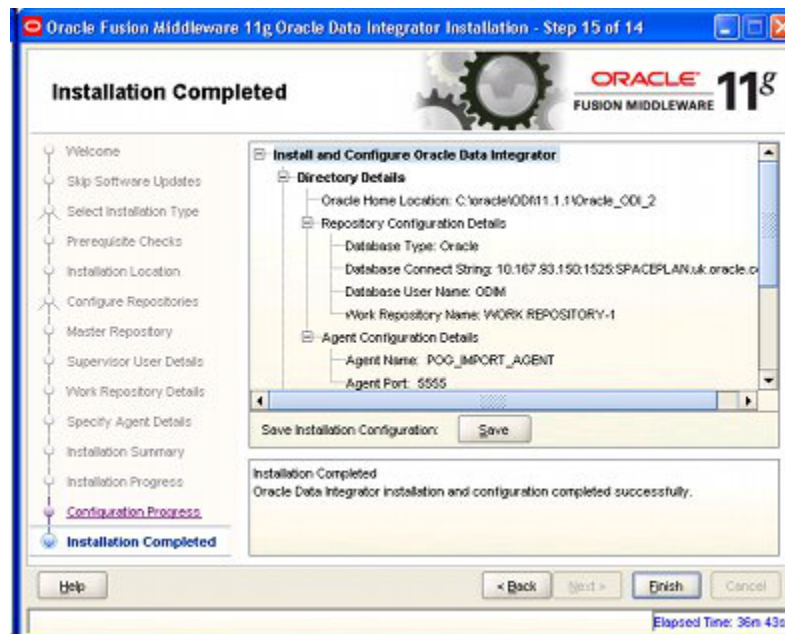 Oracle Fusion Middleware 11g Oracle Data Integrator Installation - Step 15 of 14
Installation Completed
ORACLE
FUSION MIDDLEWARE
11g
Welcome
Skip Software Updates
Select Installation Type
Prerequisite Checks
Installation Location
Configure Repositories
Master Repository
Supervisor User Details
Work Repository Details
Specify Agent Details
Installation Summary
Installation Progress
Configuration Progress
Installation Completed
Install and Configure Oracle Data Integrator
Directory Details
Oracle Home Location: C:\oracle\ODI11.1.1\Oracle_ODI_2
Repository Configuration Details
Database Type: Oracle
Database Connect String: 10.167.93.150:1525:SPACEPLAN.uk.oracle.co
Database User Name: ODIM
Work Repository Name: WORK REPOSITORY-1
Agent Configuration Details
Agent Name: POG_IMPORT_AGENT
Agent Port: 5555
Save Installation Configuration:
Save
Installation Completed
Oracle Data Integrator installation and configuration completed successfully.
Help
< Back
Next >
Finish
Cancel
Elapsed Time: 36m 43s